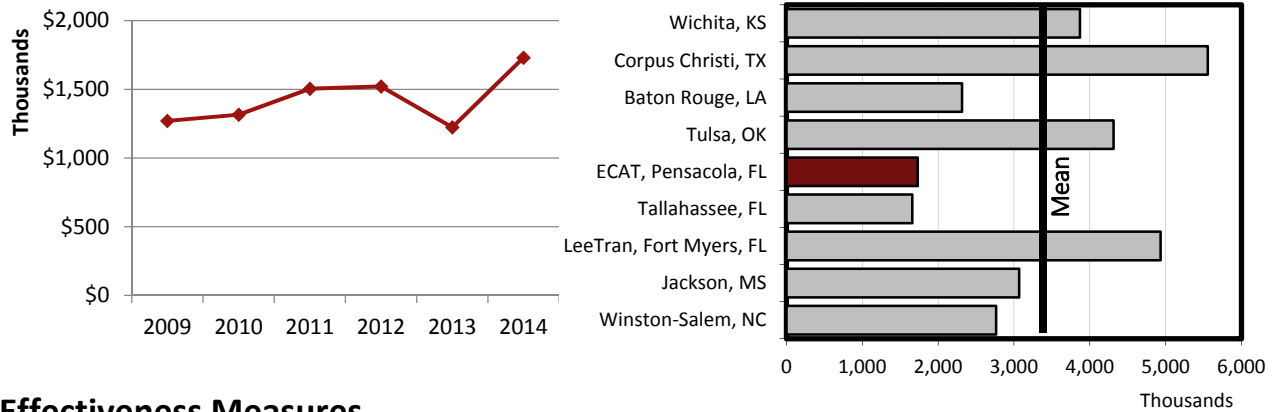 Thousands
$2,000
$1,500
$1,000
$500
$0
2009 2010 2011 2012 2013 2014
Wichita, KS
Corpus Christi, TX
Baton Rouge, LA
Tulsa, OK
ECAT, Pensacola, FL
Tallahassee, FL
LeeTran, Fort Myers, FL
Jackson, MS
Winston-Salem, NC
Mean
0 1,000 2,000 3,000 4,000 5,000 6,000
Thousands
Effectiveness Measures